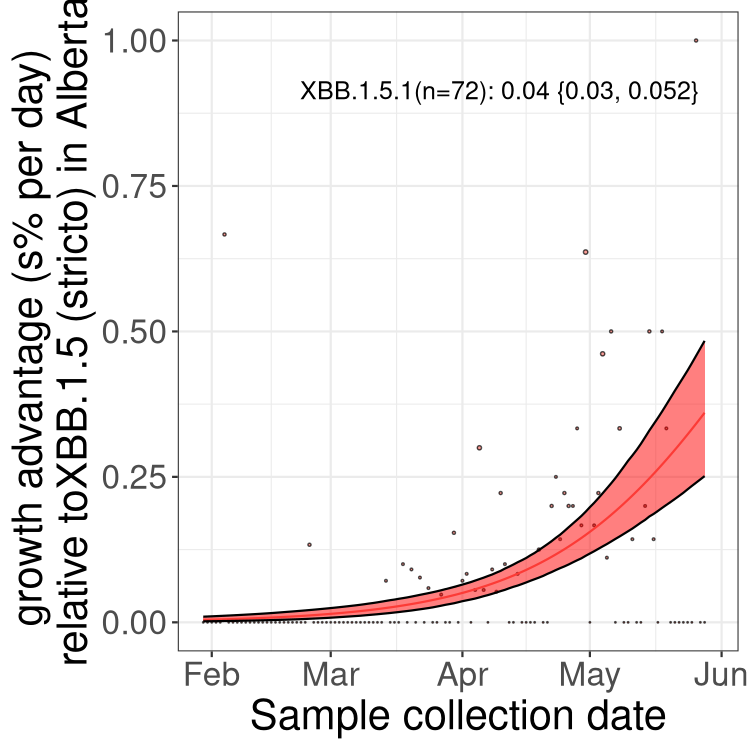 growth advantage (s% per day)
relative toXBB.1.5 (stricto) in Alberta
1.00
0.75
0.50
0.25
0.00
XBB.1.5.1(n=72): 0.04 {0.03, 0.052}
Feb Mar Apr May Jun
Sample collection date